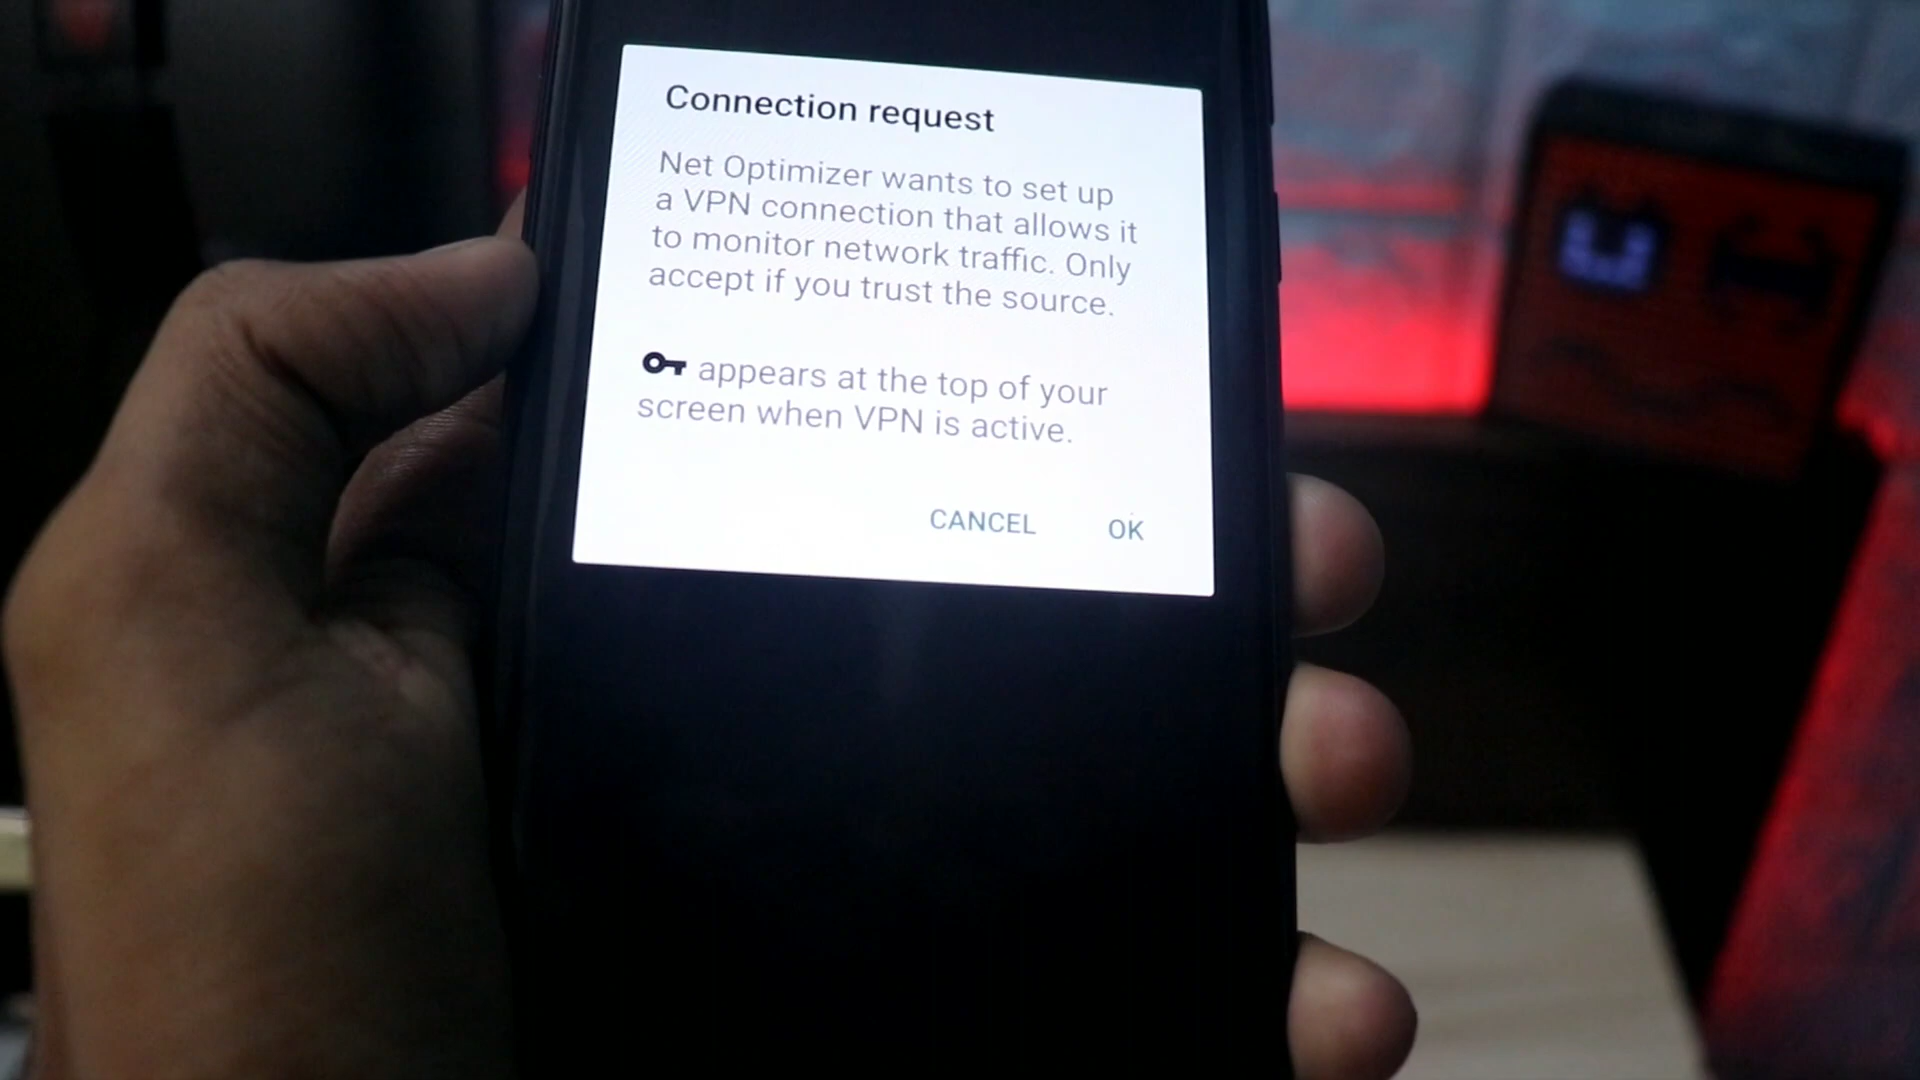 Connection request
Net Optimizer wants to set up
a VPN connection that allows it
to monitor network traffic. Only
accept if you trust the source.
appears at the top of your
screen when VPN is active.
CANCEL OK